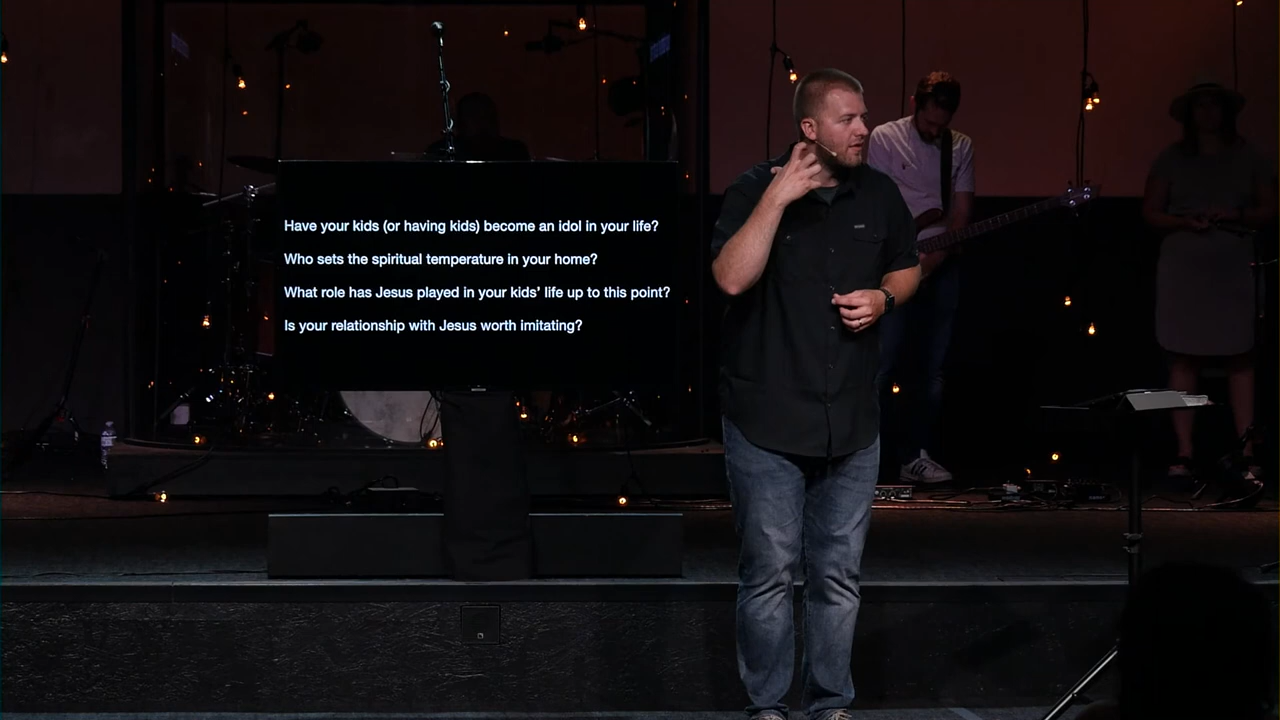 Have your kids (or having kids) become an idol in your life?
Who sets the spiritual temperature in your home?
What role has Jesus played in your kids' life up to this point?
Is your relationship with Jesus worth imitating?